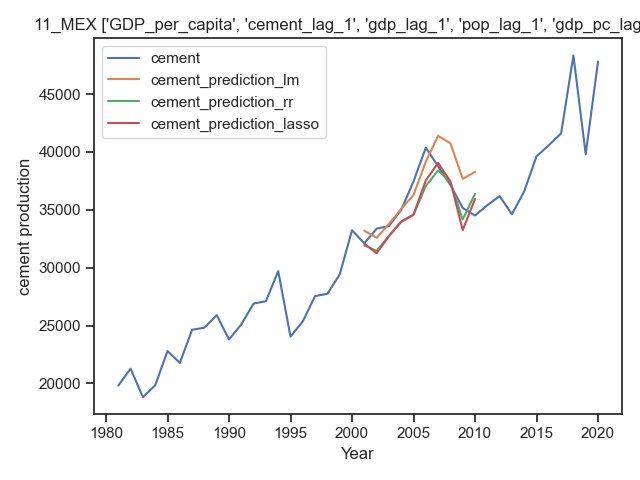 11_MEX ['GDP_per_capita', 'cement_lag_1', 'gdp_lag_1', 'pop_lag_1', 'gdp_pc_lag
cement
cement_prediction_lm
cement_prediction_rr
cement_prediction_lasso
45000
40000
35000
30000
25000
20000
cement production
1980 1985 1990 1995 2000 2005 2010 2015 2020
Year